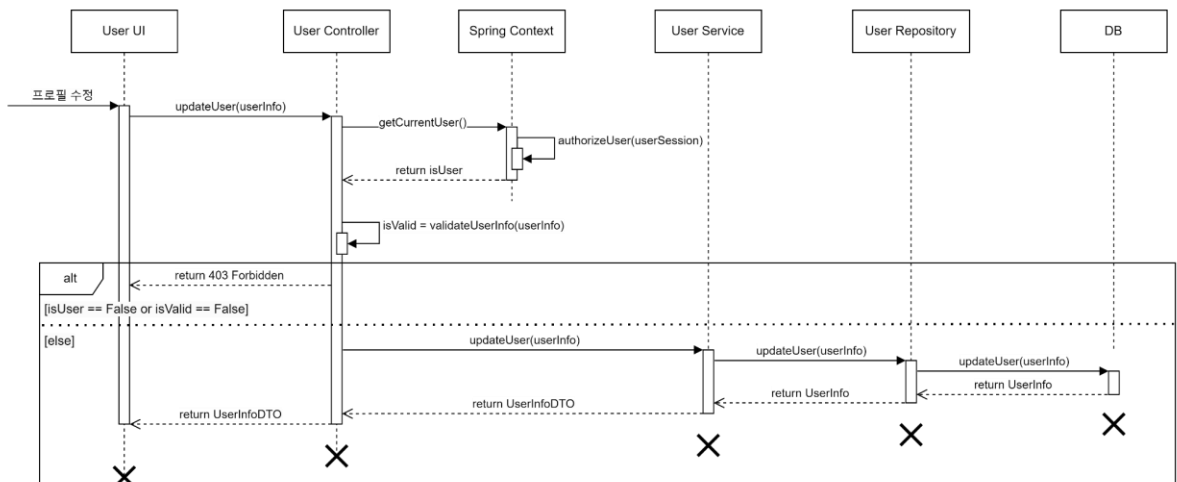 User UI
User Controller
Spring Context
User Service
User Repository
DB
프로필 수정
updateUser(userInfo)
getCurrentUser()
authorizeUser(userSession)
return isUser
isValid = validateUserInfo(userInfo)
alt
return 403 Forbidden
[isUser == False or isValid == False]
[else]
updateUser(userInfo)
updateUser(userInfo)
updateUser(userInfo)
return UserInfo
return UserInfo
return UserInfoDTO
return UserInfoDTO